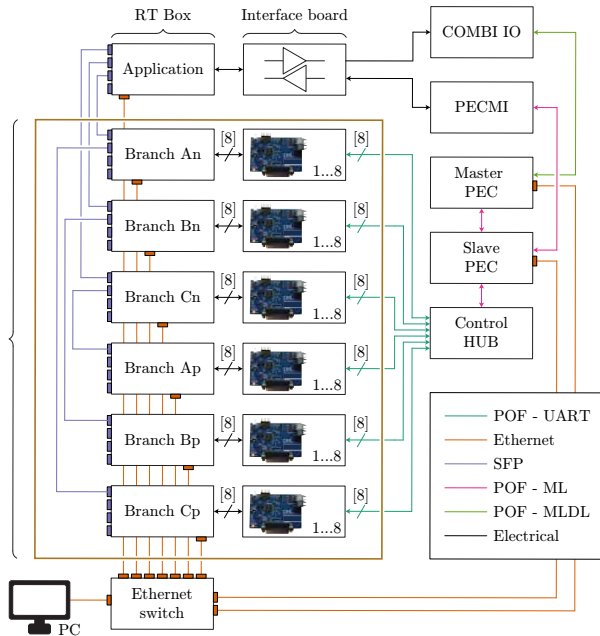 RT Box
Interface board
Application
COMBI IO
PECMI
Branch An
[8]
[8]
1...8
Master
PEC
Branch Bn
[8]
[8]
1...8
Slave
PEC
Branch Cn
[8]
[8]
1...8
Control
HUB
Branch Ap
[8]
[8]
1...8
Branch Bp
[8]
[8]
1...8
Branch Cp
[8]
[8]
1...8
POF - UART
Ethernet
SFP
POF - ML
POF - MLDL
Electrical
Ethernet
switch
PC